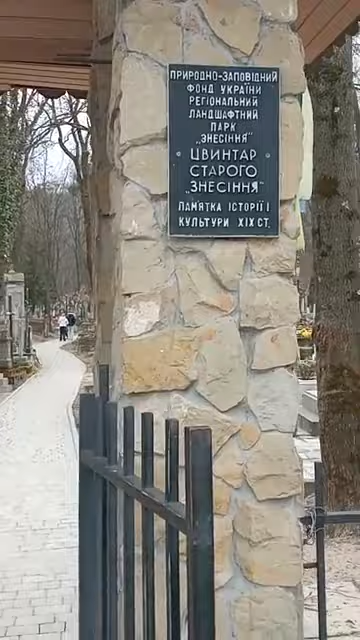 ПРИРОДНО-ЗАПОВІДНИЙ
ФОНД УКРАЇНИ
РЕГІОНАЛЬНИЙ
ЛАНДШАФТНИЙ
ПАРК
„ЗНЕСІННЯ”
ЦВИНТАР
СТАРОГО
„ЗНЕСІННЯ”
ПАМЯТКА ІСТОРІЇ І
КУЛЬТУРИ XIX СТ.